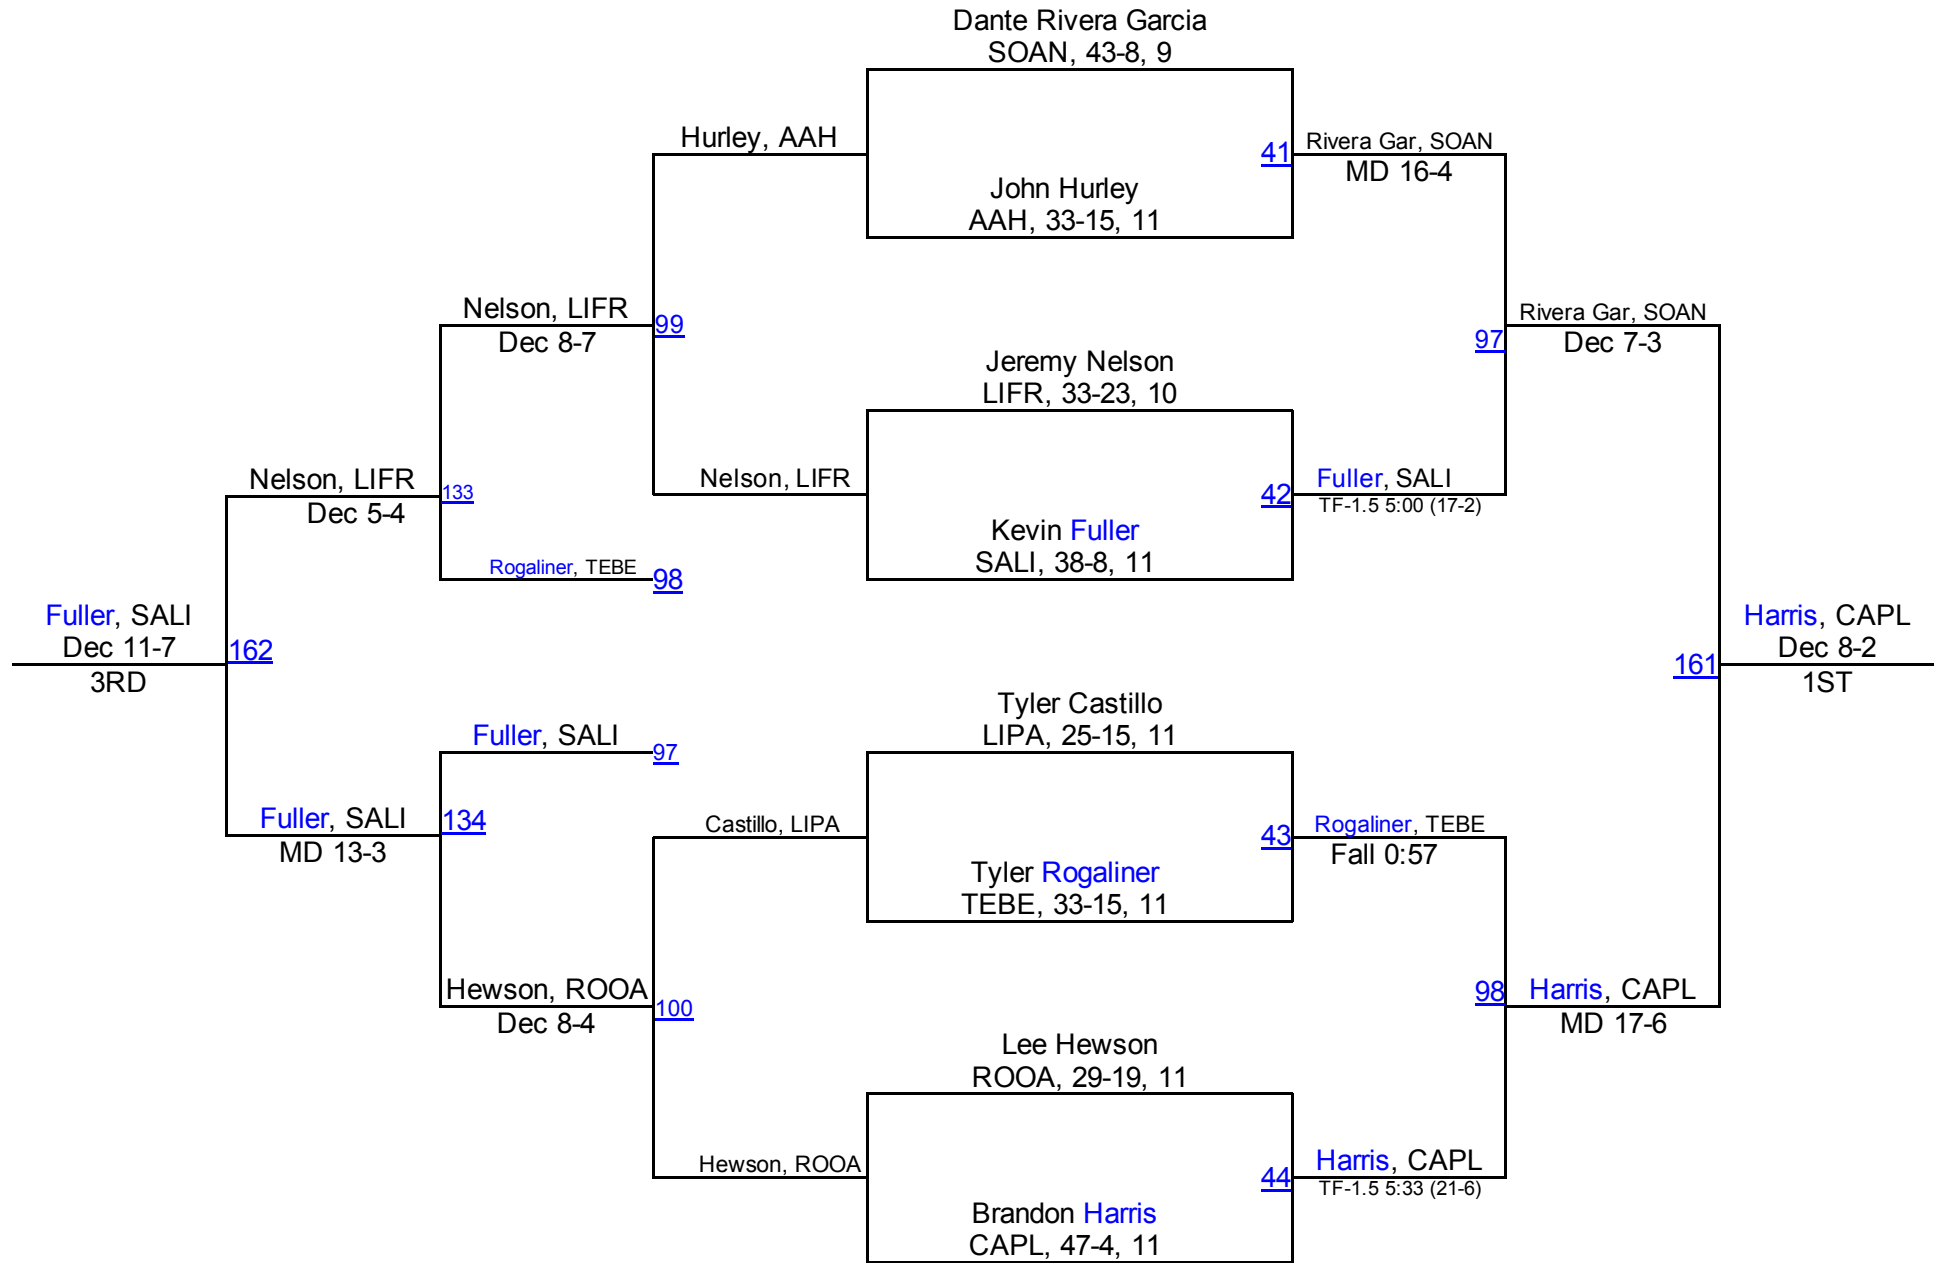 Dante Rivera Garcia
SOAN, 43-8, 9
Hurley, AAH
41
Rivera Gar, SOAN
MD 16-4
John Hurley
AAH, 33-15, 11
Nelson, LIFR
Dec 8-7
99
Rivera Gar, SOAN
Dec 7-3
97
Jeremy Nelson
LIFR, 33-23, 10
Nelson, LIFR
Dec 5-4
133
Nelson, LIFR
42
Fuller, SALI
TF-1.5 5:00 (17-2)
Kevin Fuller
SALI, 38-8, 11
Rogaliner, TEBE
98
Fuller, SALI
Dec 11-7
3RD
162
Harris, CAPL
Dec 8-2
1ST
161
Tyler Castillo
LIPA, 25-15, 11
Fuller, SALI
97
Fuller, SALI
MD 13-3
134
Castillo, LIPA
43
Rogaliner, TEBE
Fall 0:57
Tyler Rogaliner
TEBE, 33-15, 11
Hewson, ROOA
Dec 8-4
100
98
Harris, CAPL
MD 17-6
Lee Hewson
ROOA, 29-19, 11
Hewson, ROOA
44
Harris, CAPL
TF-1.5 5:33 (21-6)
Brandon Harris
CAPL, 47-4, 11